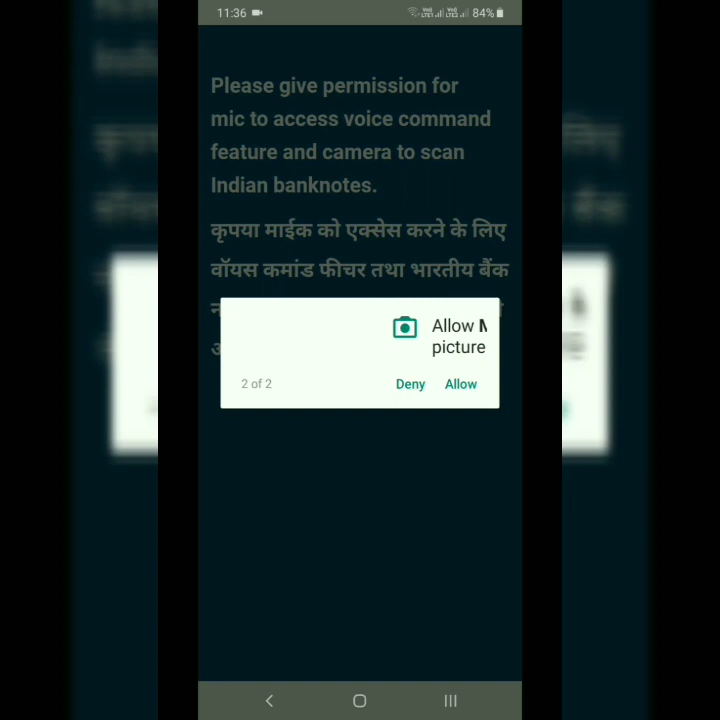 11:36
84%
Please give permission for
mic to access voice command
feature and camera to scan
Indian banknotes.
कृपया माईक को एक्सेस करने के लिए
वॉयस कमांड फीचर तथा भारतीय बैंक
Allow
picture
2 of 2
Deny Allow